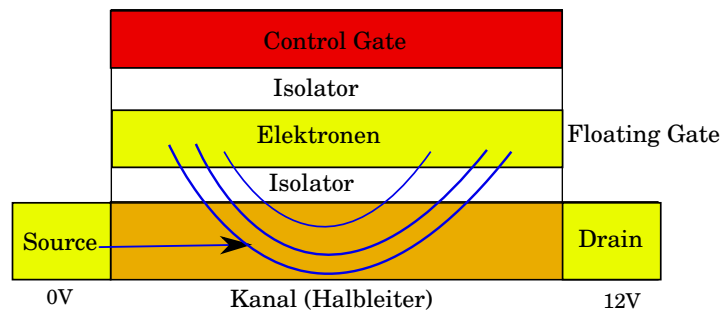 Control Gate
Isolator
Elektronen
Floating Gate
Isolator
Source
Drain
0V
Kanal (Halbleiter)
12V